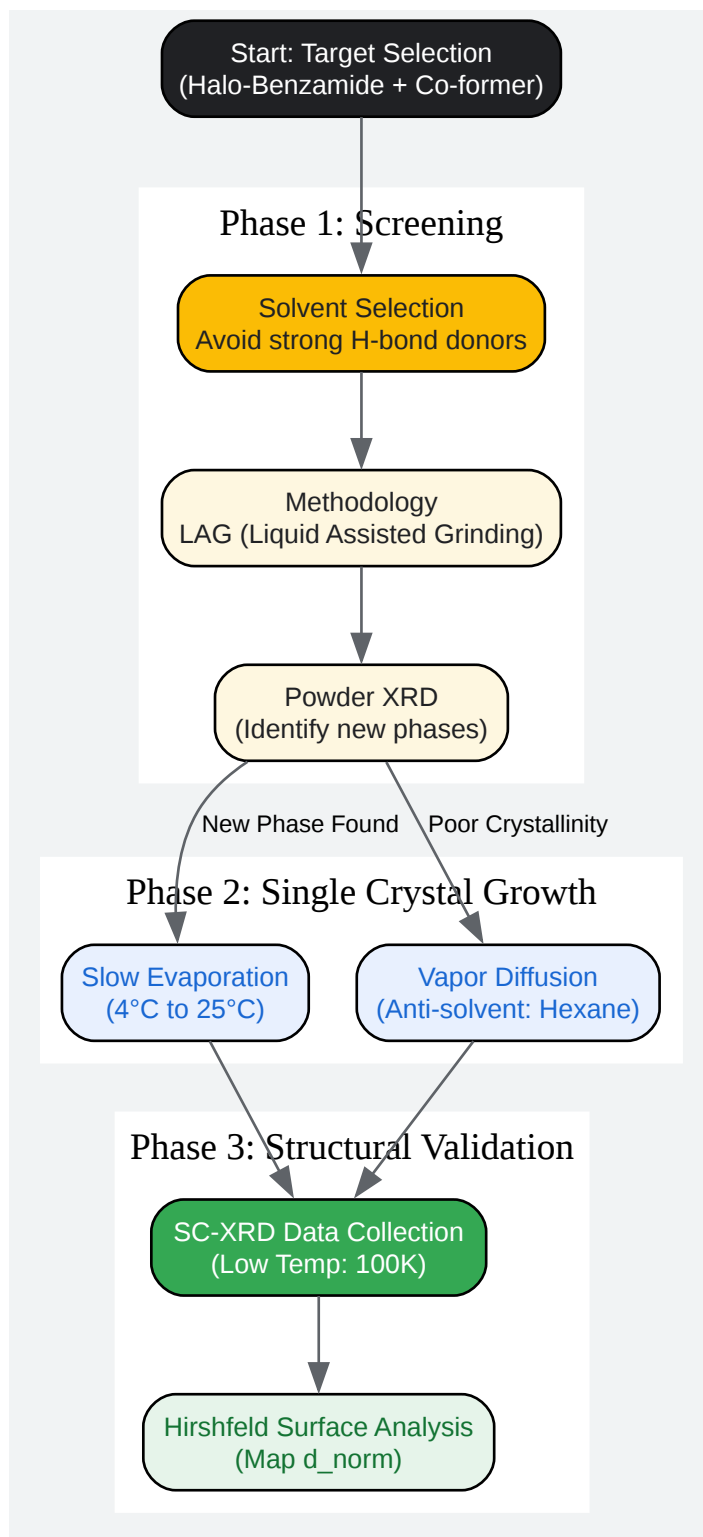 Start: Target Selection
(Halo-Benzamide + Co-former)
Phase 1: Screening
Solvent Selection
Avoid strong H-bond donors
Methodology
LAG (Liquid Assisted Grinding)
Powder XRD
(Identify new phases)
New Phase Found
Poor Crystallinity
Phase 2: Single Crystal Growth
Slow Evaporation
(4°C to 25°C)
Vapor Diffusion
(Anti-solvent: Hexane)
Phase 3: Structural Validation
SC-XRD Data Collection
(Low Temp: 100K)
Hirshfeld Surface Analysis
(Map d_norm)